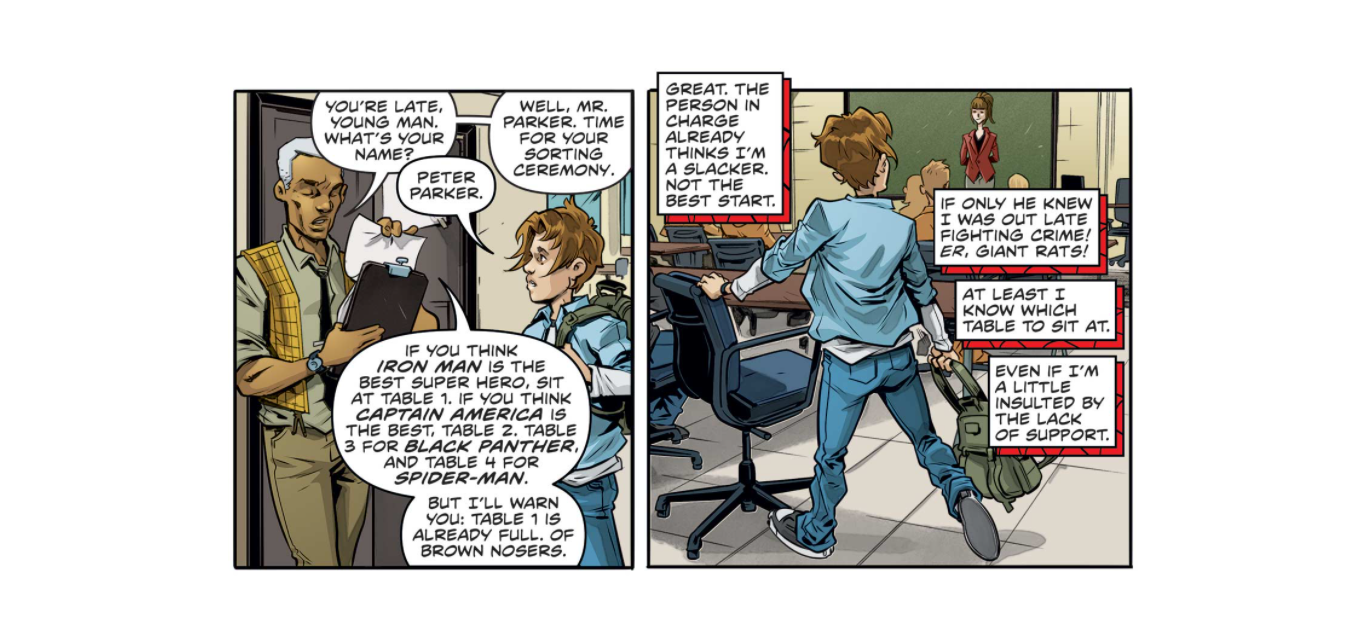 YOU'RE LATE,
YOUNG MAN.
WHAT'S YOUR
NAME?
PETER
PARKER.
WELL, MR.
PARKER. TIME
FOR YOUR
SORTING
CEREMONY.
IF YOU THINK
IRON MAN IS THE
BEST SUPER HERO, SIT
AT TABLE 1. IF YOU THINK
CAPTAIN AMERICA IS
THE BEST, TABLE 2. TABLE
3 FOR BLACK PANTHER,
AND TABLE 4 FOR
SPIDER-MAN.
BUT I'LL WARN
YOU: TABLE 1 IS
ALREADY FULL. OF
BROWN NOSERS.
GREAT. THE
PERSON IN
CHARGE
ALREADY
THINKS I'M
A SLACKER.
NOT THE
BEST START.
IF ONLY HE KNEW
I WAS OUT LATE
FIGHTING CRIME!
ER, GIANT RATS!
AT LEAST I
KNOW WHICH
TABLE TO SIT AT.
EVEN IF I'M
A LITTLE
INSULTED BY
THE LACK
OF SUPPORT.